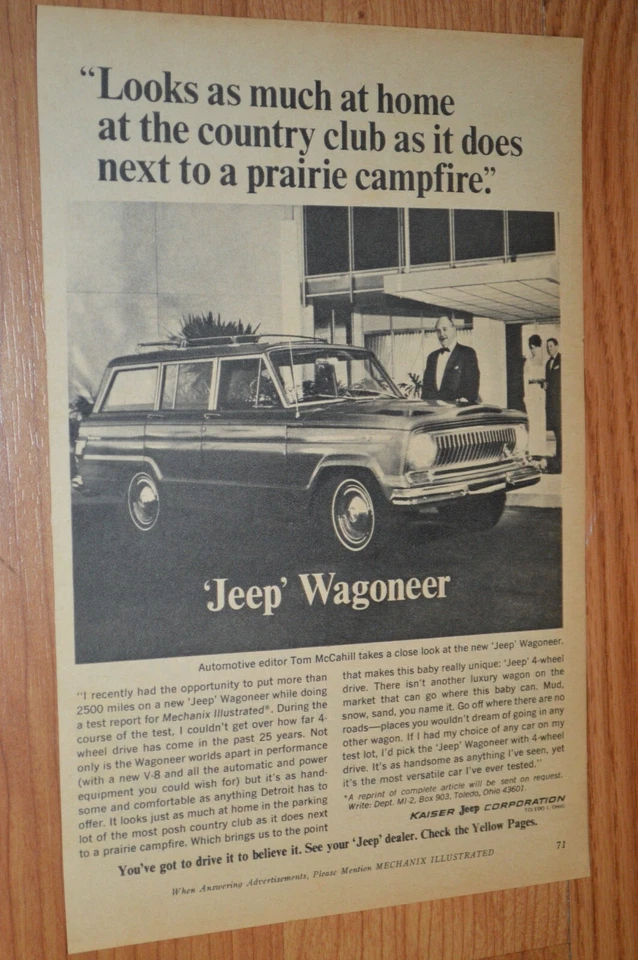 “Looks as much at home
at the country club as it does
next to a prairie campfire.”
‘Jeep’ Wagoneer
Automotive editor Tom McCahill takes a close look at the new ‘Jeep’ Wagoneer.
“I recently had the opportunity to put more than
2500 miles on a new ‘Jeep’ Wagoneer while doing
a test report for Mechanix Illustrated*. During the
course of the test, I couldn’t get over how far 4-
wheel drive has come in the past 25 years. Not
only is the Wagoneer worlds apart in performance
(with a new V-8 and all the automatic and power
equipment you could wish for) but it’s as hand-
some and comfortable as anything Detroit has to
offer. It looks just as much at home in the parking
lot of the most posh country club as it does next
to a prairie campfire. Which brings us to the point
that makes this baby really unique: ‘Jeep’ 4-wheel
drive. There isn’t another luxury wagon on the
market that can go where this baby can. Mud,
snow, sand, you name it. Go off where there are no
roads—places you wouldn’t dream of going in any
other wagon. If I had my choice of any car on my
test lot, I’d pick the ‘Jeep’ Wagoneer with 4-wheel
drive. It’s as handsome as anything I’ve seen, yet
it’s the most versatile car I’ve ever tested.”
*A reprint of complete article will be sent on request.
Write: Dept. MI-2, Box 903, Toledo, Ohio 43601.
KAISER Jeep CORPORATION
TOLEDO 1, OHIO
You’ve got to drive it to believe it. See your ‘Jeep’ dealer. Check the Yellow Pages.
When Answering Advertisements, Please Mention MECHANIX ILLUSTRATED
71